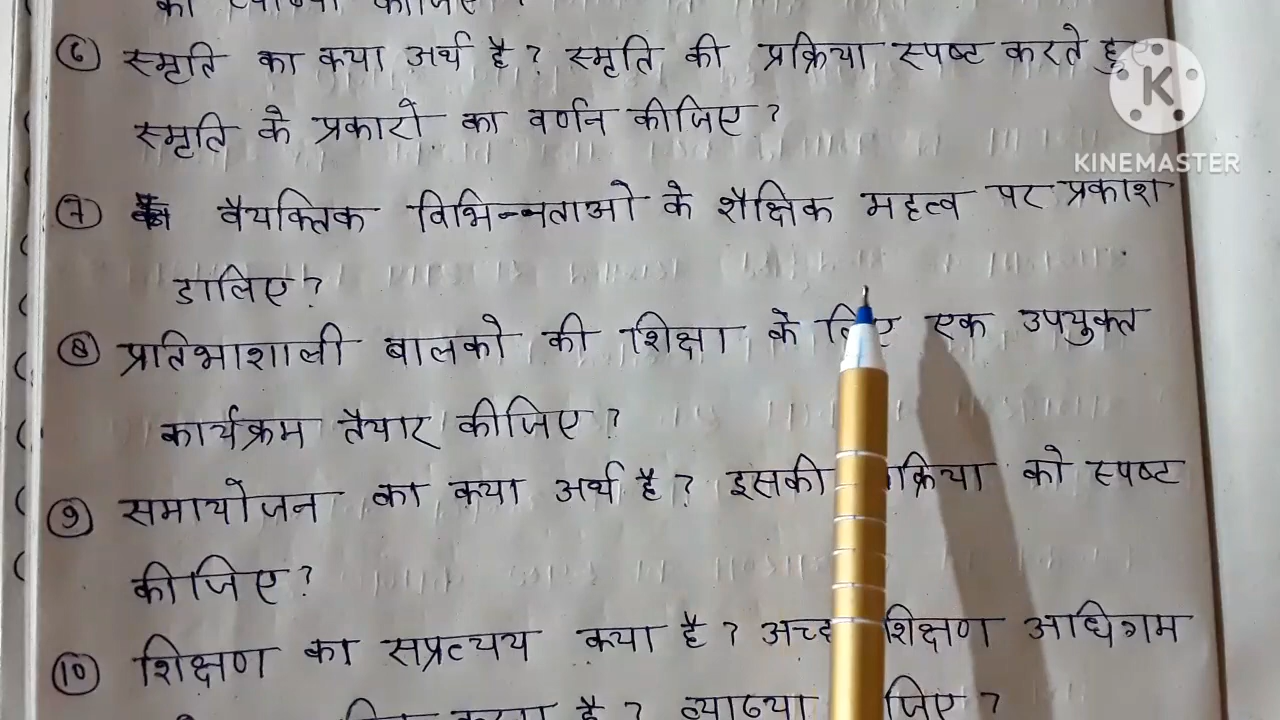 का व्याख्या कीजिए ?
⑥ स्मृति का क्या अर्थ है ? स्मृति की प्रक्रिया स्पष्ट करते हुए
स्मृति के प्रकारो का वर्णन कीजिए ?
⑦ वैयक्तिक विभिन्नताओ के शैक्षिक महत्व पर प्रकाश
डालिए ?
⑧ प्रतिभाशाली बालको की शिक्षा के लिए एक उपयुक्त
कार्यक्रम तैयार कीजिए ?
⑨ समायोजन का क्या अर्थ है ? इसकी को स्पष्ट
कीजिए ?
⑩ शिक्षण का सप्रत्यय क्या है ? शिक्षण अधिगम
क्या है ? व्याख्या ?
K
KINEMASTER